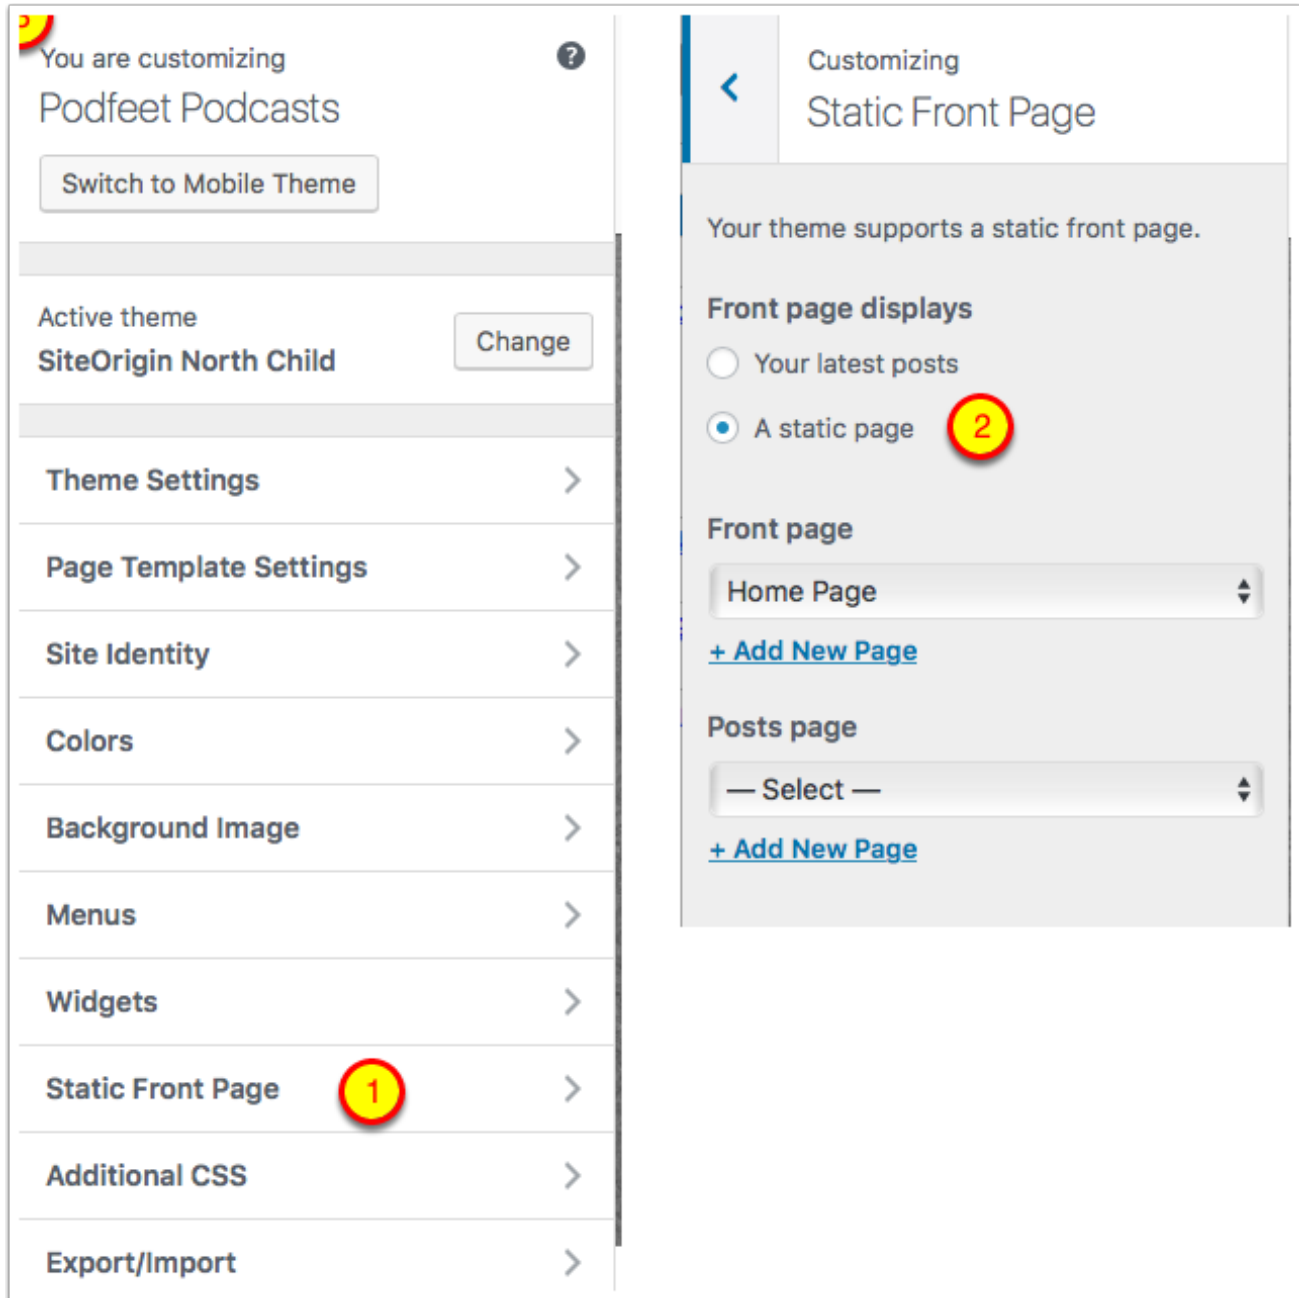 You are customizing
Podfeet Podcasts
Switch to Mobile Theme
Active theme
SiteOrigin North Child
Change
Theme Settings
Page Template Settings
Site Identity
Colors
Background Image
Menus
Widgets
Static Front Page
1
Additional CSS
Export/Import
Customizing
Static Front Page
Your theme supports a static front page.
Front page displays
Your latest posts
A static page
2
Front page
Home Page
+ Add New Page
Posts page
— Select —
+ Add New Page